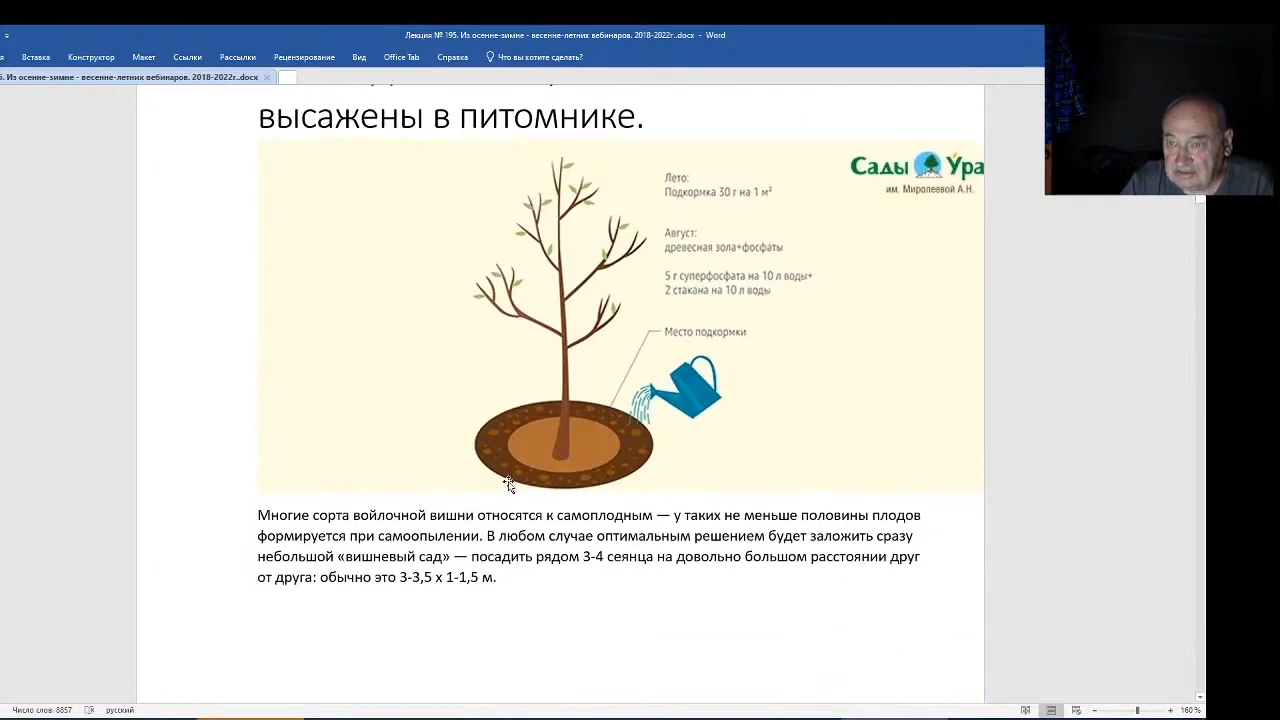 Лекция № 195. Из осенне-зимне - весенне-летних вебинаров. 2018-2022г..docx - Word
Вставка Конструктор Макет Ссылки Рассылки Рецензирование Вид Office Tab Справка Что вы хотите сделать?
Из осенне-зимне - весенне-летних вебинаров. 2018-2022г..docx
высажены в питомнике.
Сады Ура
им. Миролеевой А.Н.
Лето:
Подкормка 30 г на 1 м²
Август:
древесная зола+фосфаты
5 г суперфосфата на 10 л воды+
2 стакана на 10 л воды
Место подкормки
Многие сорта войлочной вишни относятся к самоплодным — у таких не меньше половины плодов
формируется при самоопылении. В любом случае оптимальным решением будет заложить сразу
небольшой «вишневый сад» — посадить рядом 3-4 сеянца на довольно большом расстоянии друг
от друга: обычно это 3-3,5 х 1-1,5 м.
Число слов: 8857 русский 160 %